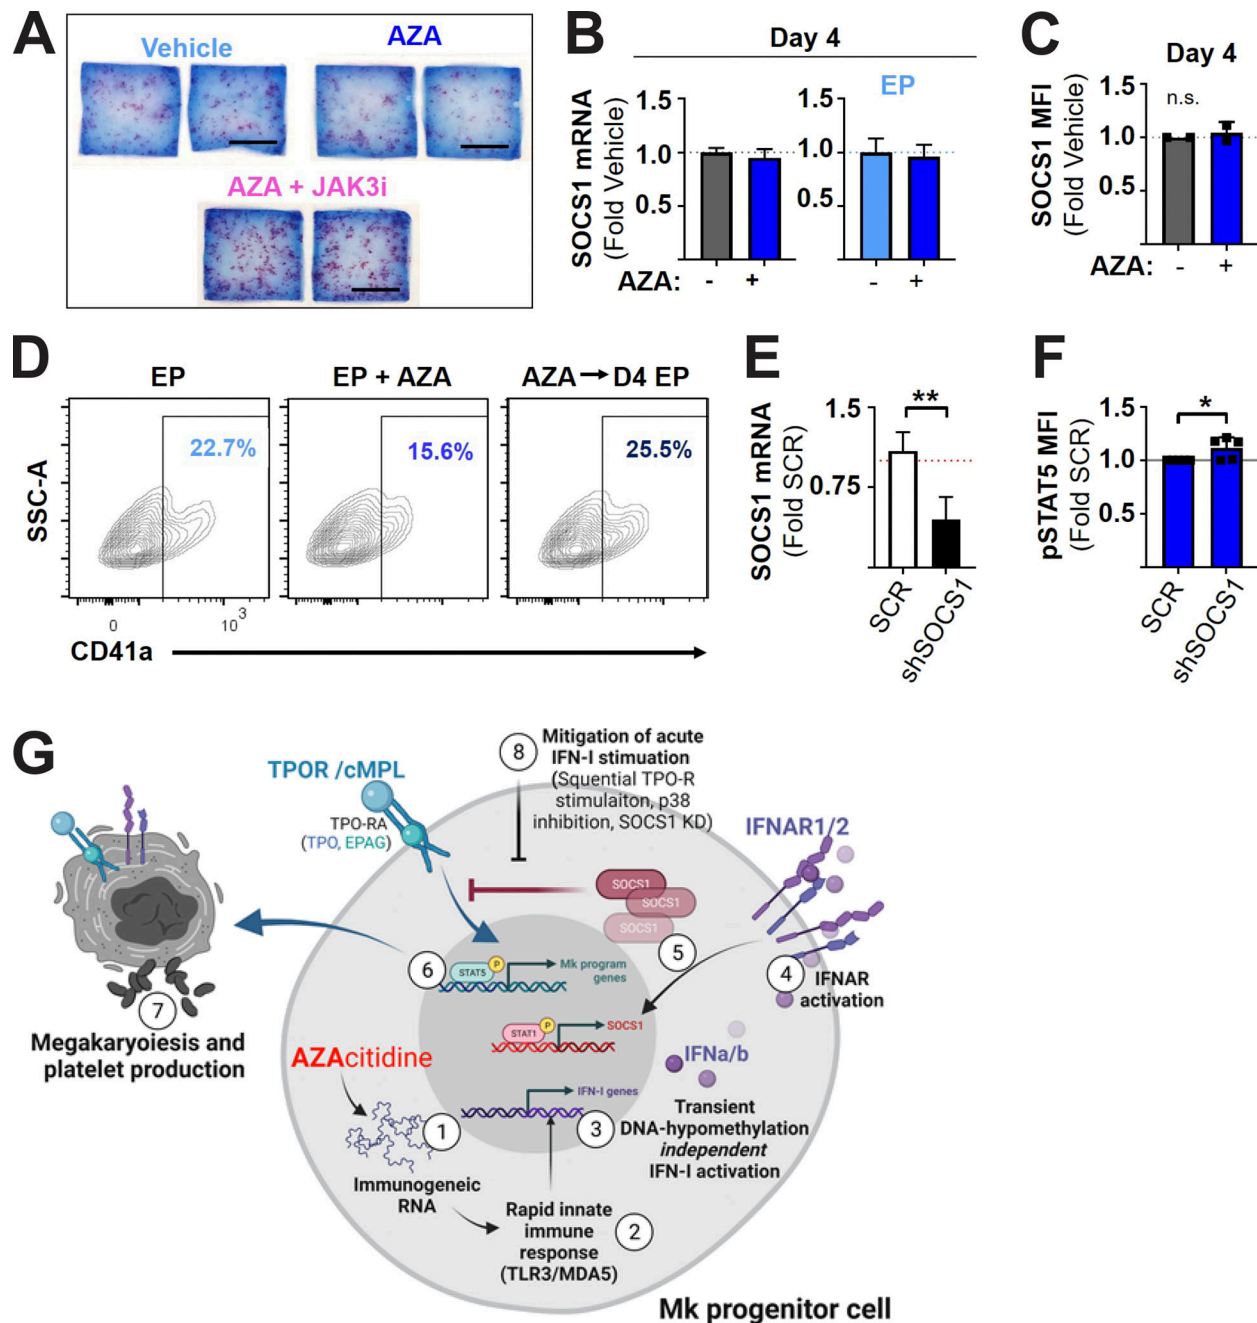 A
Vehicle
AZA
AZA + JAK3i
B
Day 4
EP
SOCS1 mRNA
(Fold Vehicle)
1.5
1.0
0.5
1.5
1.0
0.5
AZA: - +
- +
C
Day 4
SOCS1 MFI
(Fold Vehicle)
n.s.
1.5
1.0
0.5
AZA: - +
D
EP
EP + AZA
AZA → D4 EP
22.7%
15.6%
25.5%
SSC-A
0
10³
CD41a
E
SOCS1 mRNA
(Fold SCR)
**
1.5
0.75
SCR
shSOCS1
F
pSTAT5 MFI
(Fold SCR)
*
1.5
1.0
0.5
SCR
shSOCS1
G
8
Mitigation of acute
IFN-I stimuation
(Squential TPO-R
stimulaiton, p38
inhibition, SOCS1 KD)
TPOR /cMPL
TPO-RA
(TPO, EPAG)
IFNAR1/2
SOCS1
SOCS1
SOCS1
5
4
IFNAR
activation
6
STAT5
P
Mk program
genes
STAT1
P
SOCS1
7
Megakaryoiesis and
platelet production
AZAcitidine
1
Immunogeneic
RNA
IFN-I genes
3
IFNa/b
Transient
DNA-hypomethylation
independent
IFN-I activation
Rapid innate
immune
response
(TLR3/MDA5)
2
Mk progenitor cell